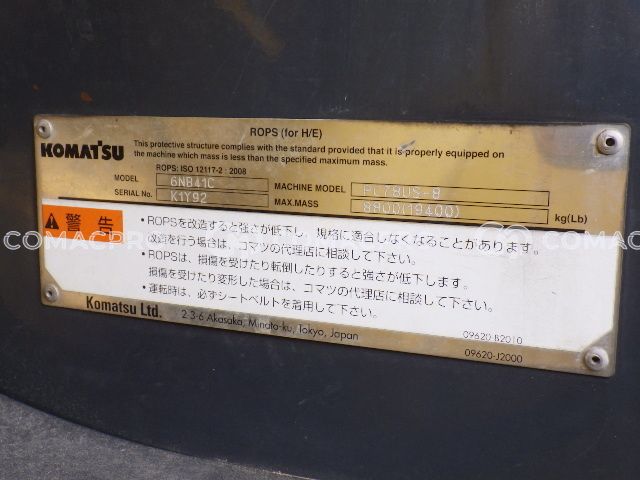 ROPS (for H/E)
KOMATSU
This protective structure complies with the standard provided that it is properly equipped on
the machine which mass is less than the specified maximum mass.
ROPS: ISO 12117-2 : 2008
MODEL 6NB41C MACHINE MODEL PC78US-8
SERIAL No. K1Y92 MAX.MASS 8800(19400) kg(Lb)
警告
・ROPSを改造すると強さが低下し、規格に適合しなくなることがあります。
改造を行う場合は、コマツの代理店に相談して下さい。
・ROPSは、損傷を受けたり転倒したりすると強さが低下します。
損傷を受けたり変形した場合は、コマツの代理店に相談して下さい。
・運転時は、必ずシートベルトを着用して下さい。
09620-B2010
Komatsu Ltd. 2-3-6 Akasaka, Minato-ku, Tokyo, Japan
09620-J2000